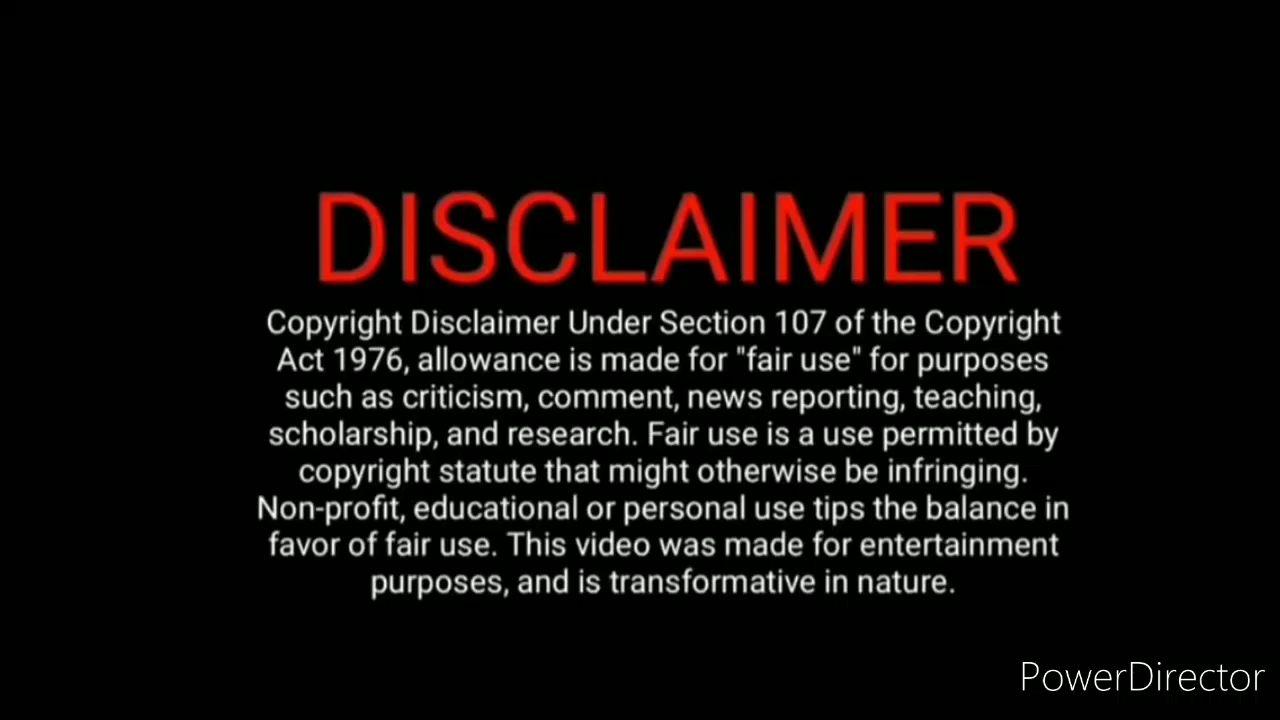 DISCLAIMER
Copyright Disclaimer Under Section 107 of the Copyright
Act 1976, allowance is made for "fair use" for purposes
such as criticism, comment, news reporting, teaching,
scholarship, and research. Fair use is a use permitted by
copyright statute that might otherwise be infringing.
Non-profit, educational or personal use tips the balance in
favor of fair use. This video was made for entertainment
purposes, and is transformative in nature.
PowerDirector